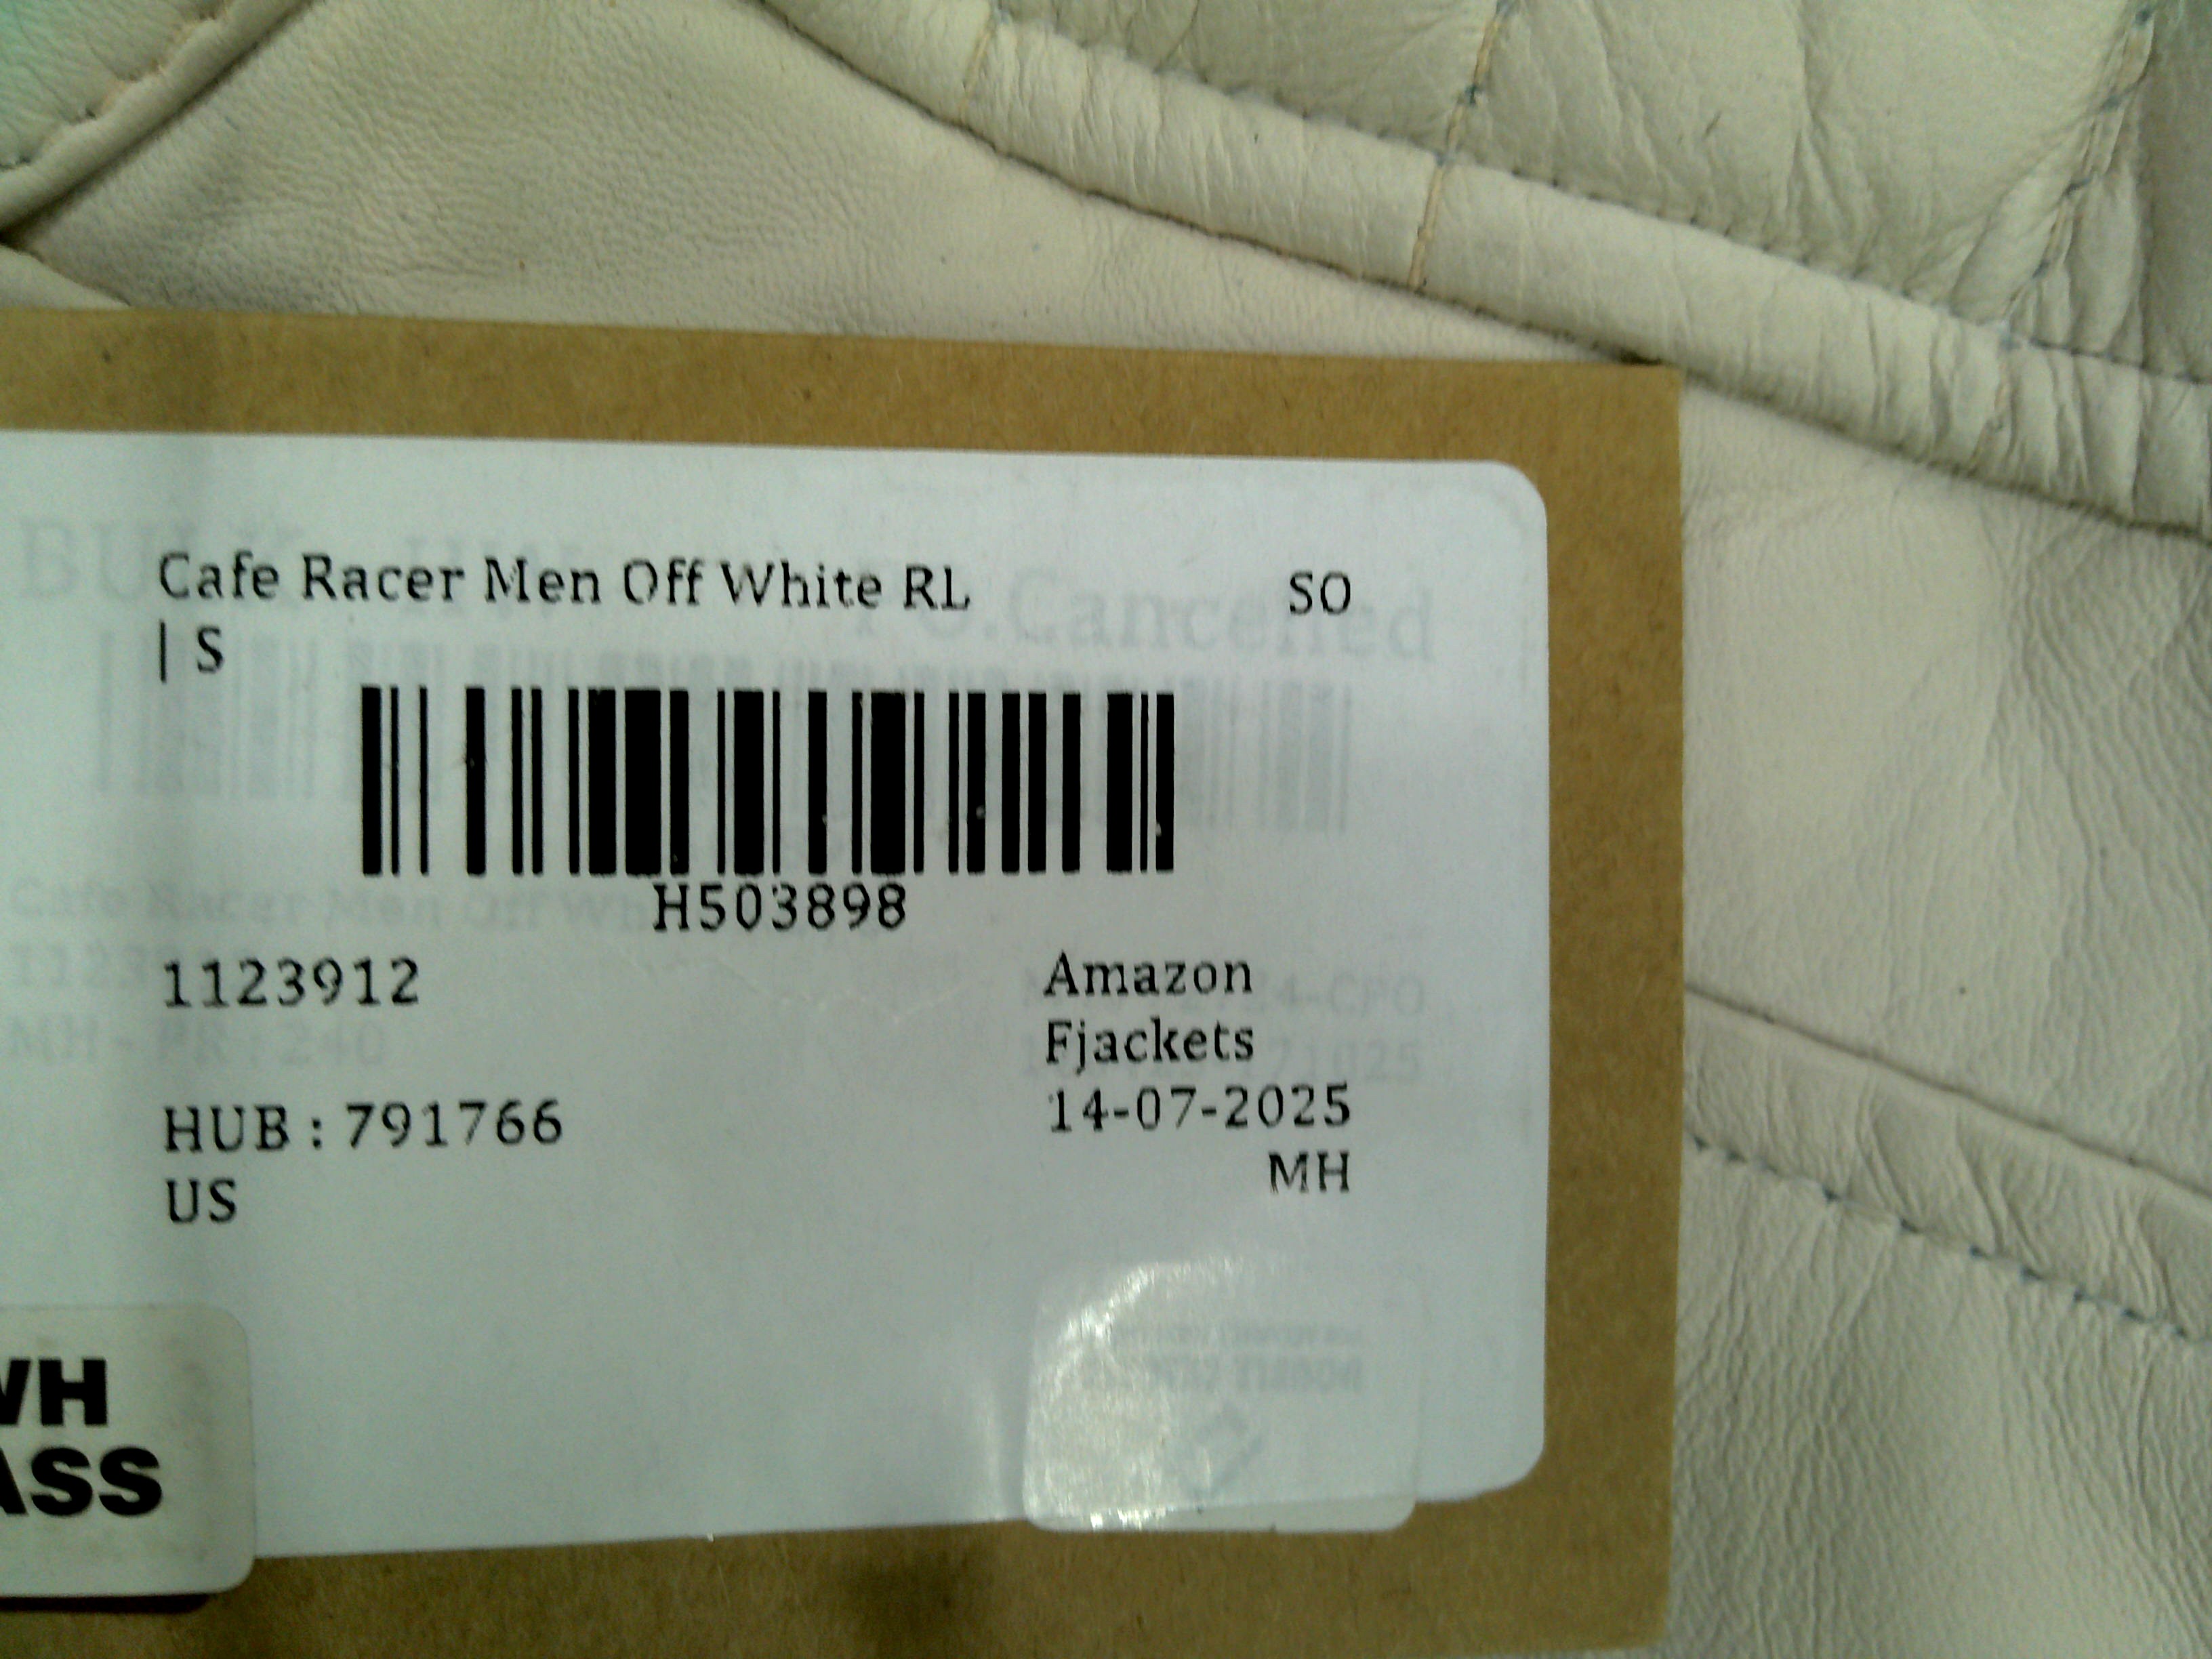 Cafe Racer Men Off White RL SO
| S
H503898
1123912 Amazon
Fjackets
HUB : 791766 14-07-2025
US MH
WH
ASS